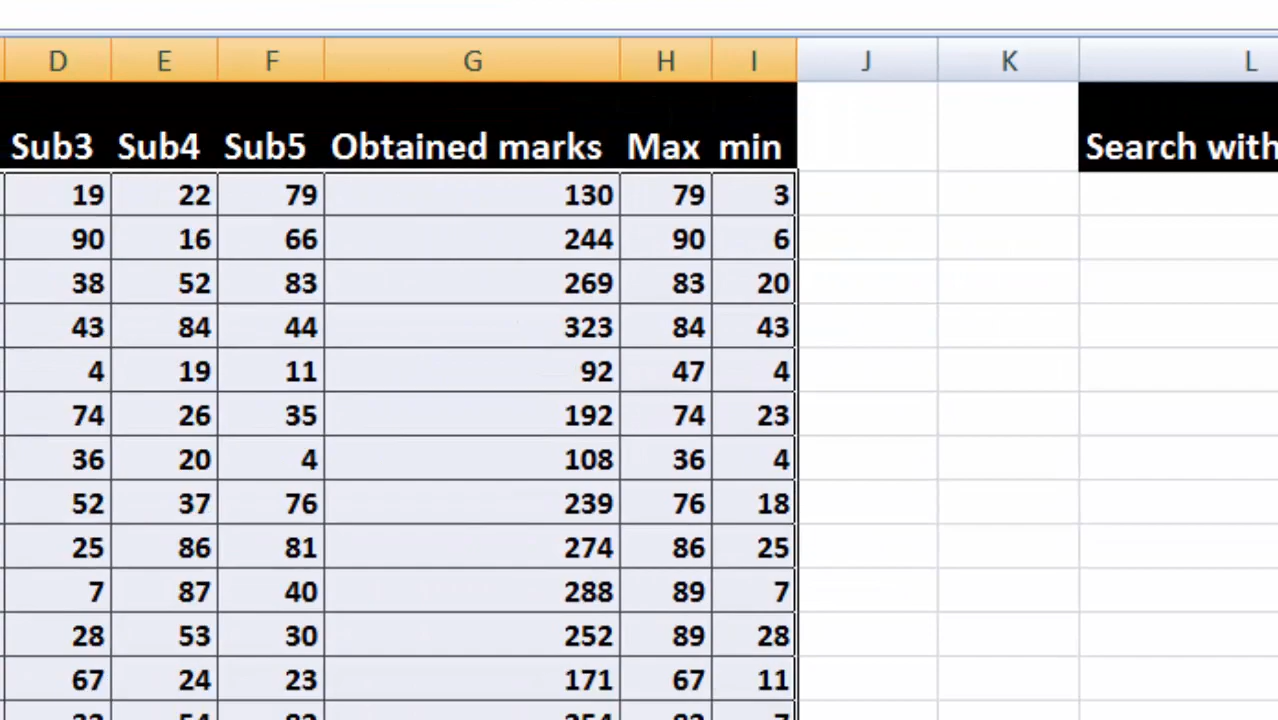 D E F G H I J K L
Sub3 Sub4 Sub5 Obtained marks Max min Search with
19 22 79 130 79 3
90 16 66 244 90 6
38 52 83 269 83 20
43 84 44 323 84 43
4 19 11 92 47 4
74 26 35 192 74 23
36 20 4 108 36 4
52 37 76 239 76 18
25 86 81 274 86 25
7 87 40 288 89 7
28 53 30 252 89 28
67 24 23 171 67 11